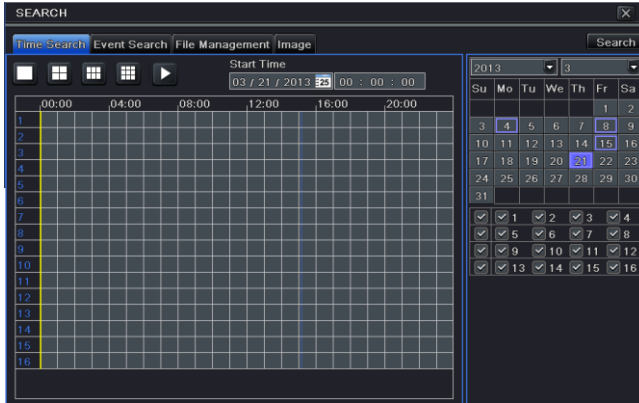 SEARCH
Time Search Event Search File Management Image Search
Start Time
03 / 21 / 2013 00 : 00 : 00
2013 3
Su Mo Tu We Th Fr Sa
1 2
3 4 5 6 7 8 9
10 11 12 13 14 15 16
17 18 19 20 21 22 23
24 25 26 27 28 29 30
31
00:00 04:00 08:00 12:00 16:00 20:00
1
2
3
4
5
6
7
8
9
10
11
12
13
14
15
16
1 2 3 4
5 6 7 8
9 10 11 12
13 14 15 16